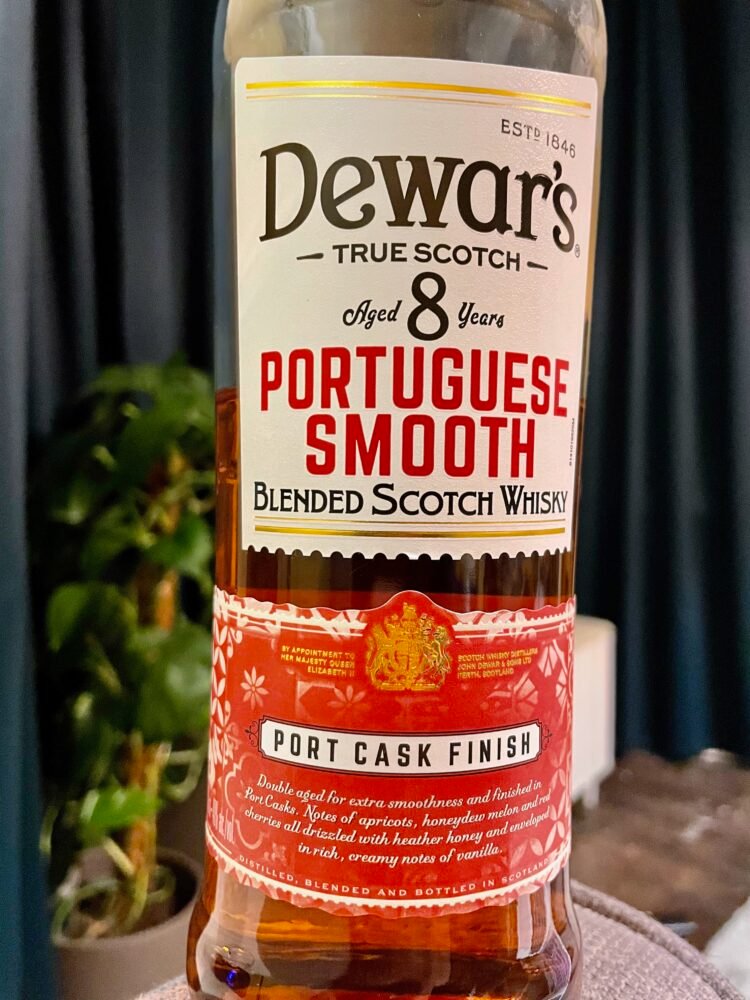 ESTD 1846
Dewar's
TRUE SCOTCH
Aged 8 Years
PORTUGUESE
SMOOTH
BLENDED SCOTCH WHISKY
BY APPOINTMENT TO
HER MAJESTY QUEEN
ELIZABETH II
SCOTCH WHISKY DISTILLERS
JOHN DEWAR & SONS LTD
PERTH, SCOTLAND
PORT CASK FINISH
Double aged for extra smoothness and finished in
Port Casks. Notes of apricots, honeydew melon and red
cherries all drizzled with heather honey and enveloped
in rich, creamy notes of vanilla.
DISTILLED, BLENDED AND BOTTLED IN SCOTLAND